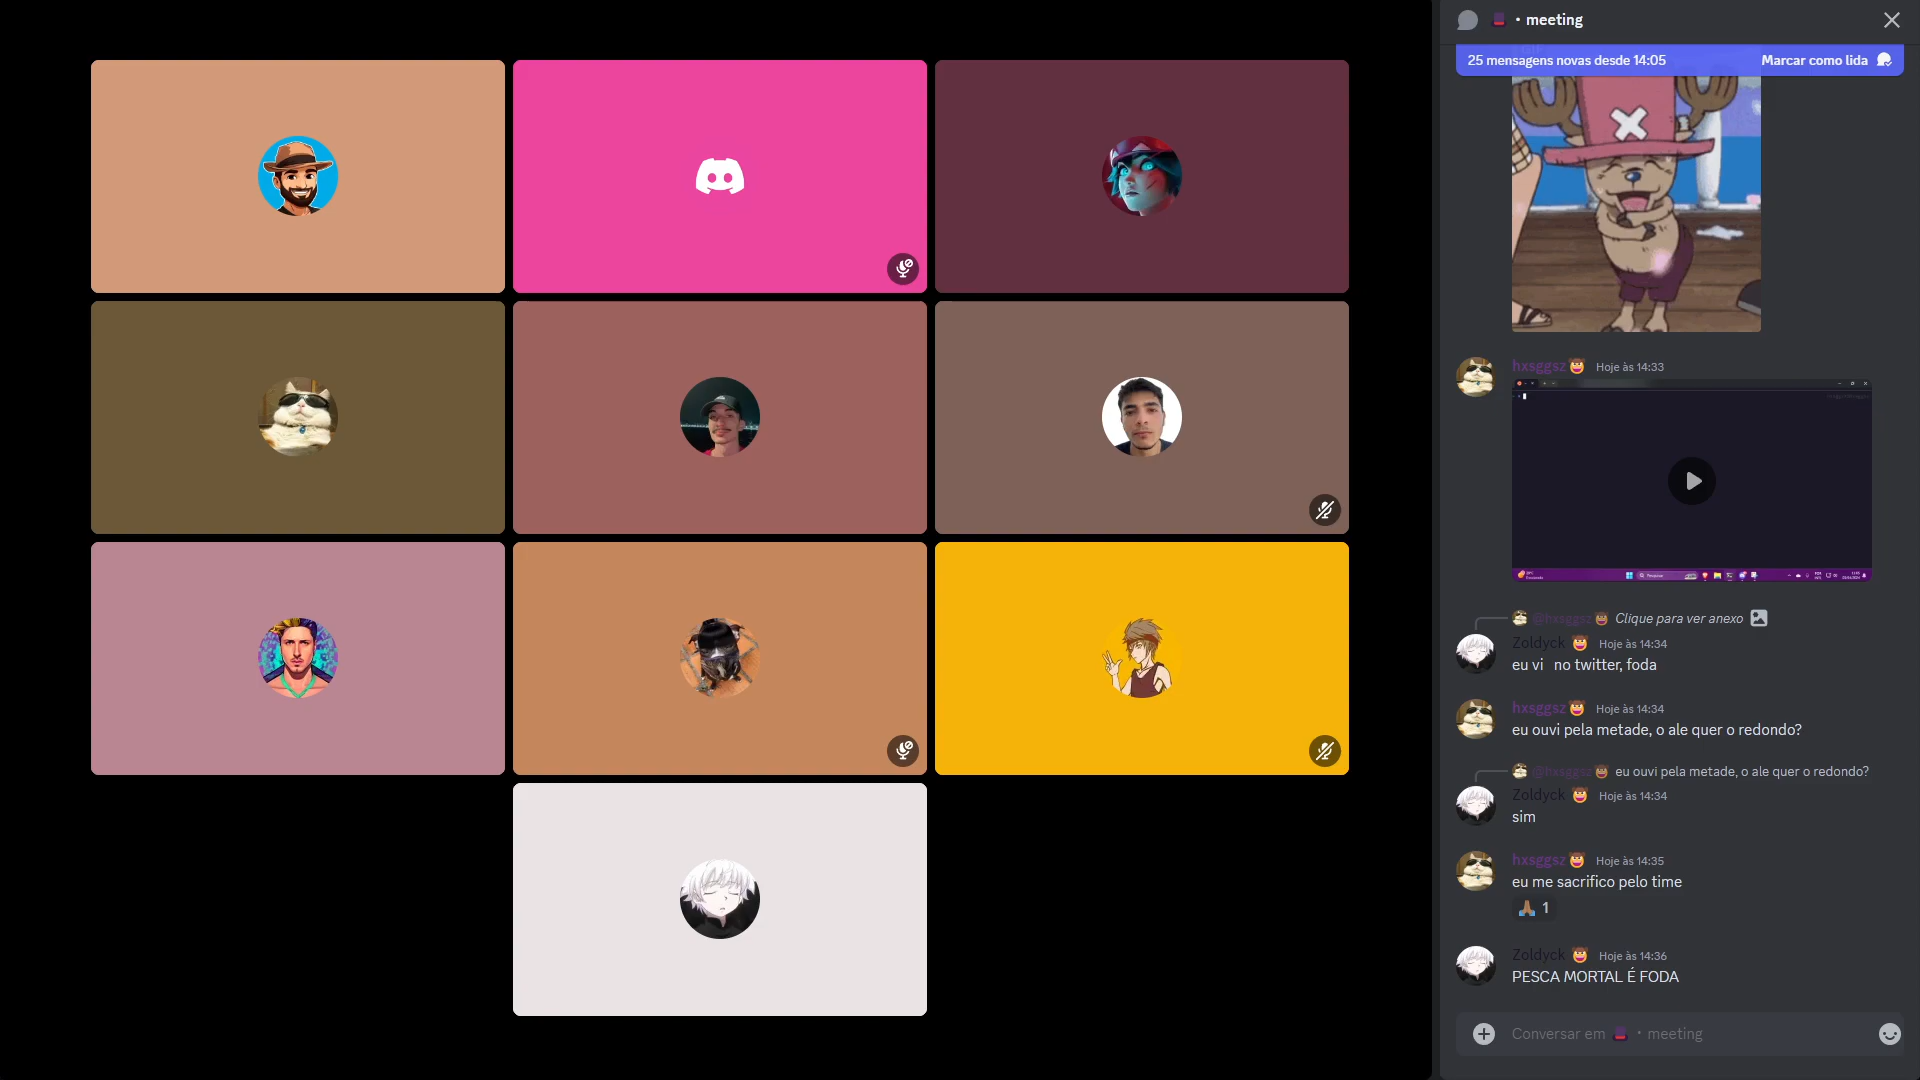 • meeting
25 mensagens novas desde 14:05 Marcar como lida
hxsggsz Hoje às 14:33
@hxsggsz Clique para ver anexo
Zoldyck Hoje às 14:34
eu vi no twitter, foda
hxsggsz Hoje às 14:34
eu ouvi pela metade, o ale quer o redondo?
@hxsggsz eu ouvi pela metade, o ale quer o redondo?
Zoldyck Hoje às 14:34
sim
hxsggsz Hoje às 14:35
eu me sacrifico pelo time
1
Zoldyck Hoje às 14:36
PESCA MORTAL É FODA
Conversar em • meeting